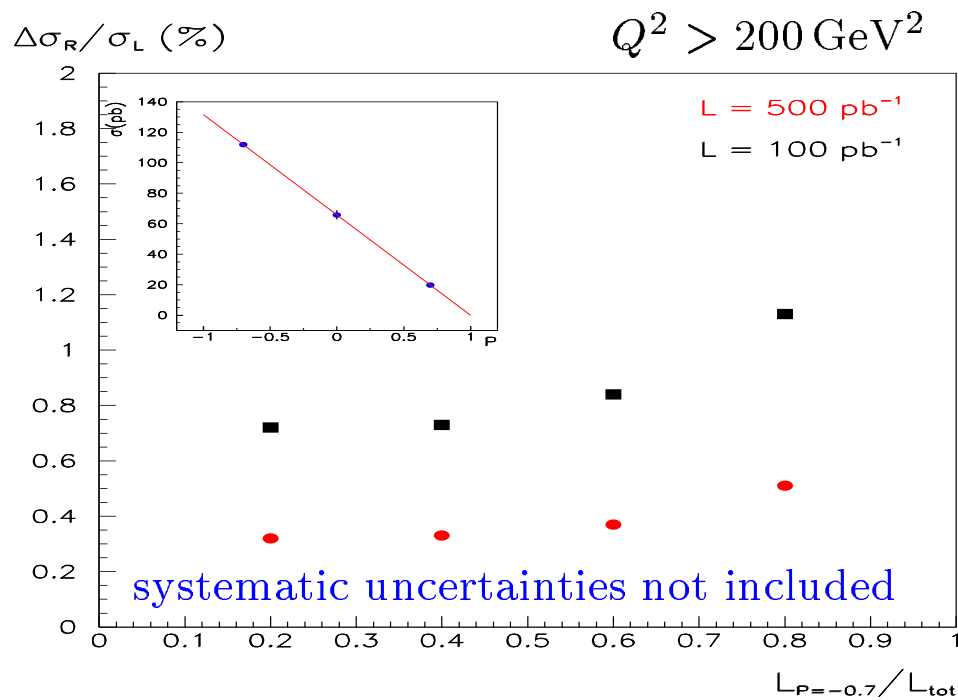 Δσ_R/σ_L (%)
Q² > 200 GeV²
2
1.8
1.6
1.4
1.2
1
0.8
0.6
0.4
0.2
0
L = 500 pb⁻¹
L = 100 pb⁻¹
σ(pb)
140
120
100
80
60
40
20
0
−1 −0.5 0 0.5 1
P
systematic uncertainties not included
0 0.1 0.2 0.3 0.4 0.5 0.6 0.7 0.8 0.9 1
L_{P=−0.7}/L_{tot}